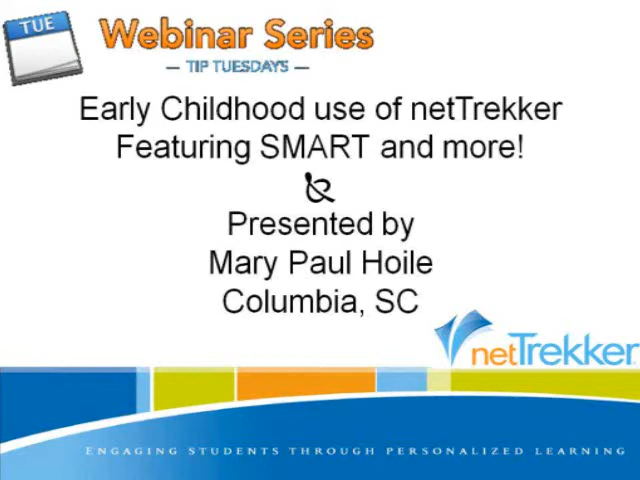 TUE
Webinar Series
— TIP TUESDAYS —
Early Childhood use of netTrekker
Featuring SMART and more!
&
Presented by
Mary Paul Hoile
Columbia, SC
netTrekker
ENGAGING STUDENTS THROUGH PERSONALIZED LEARNING